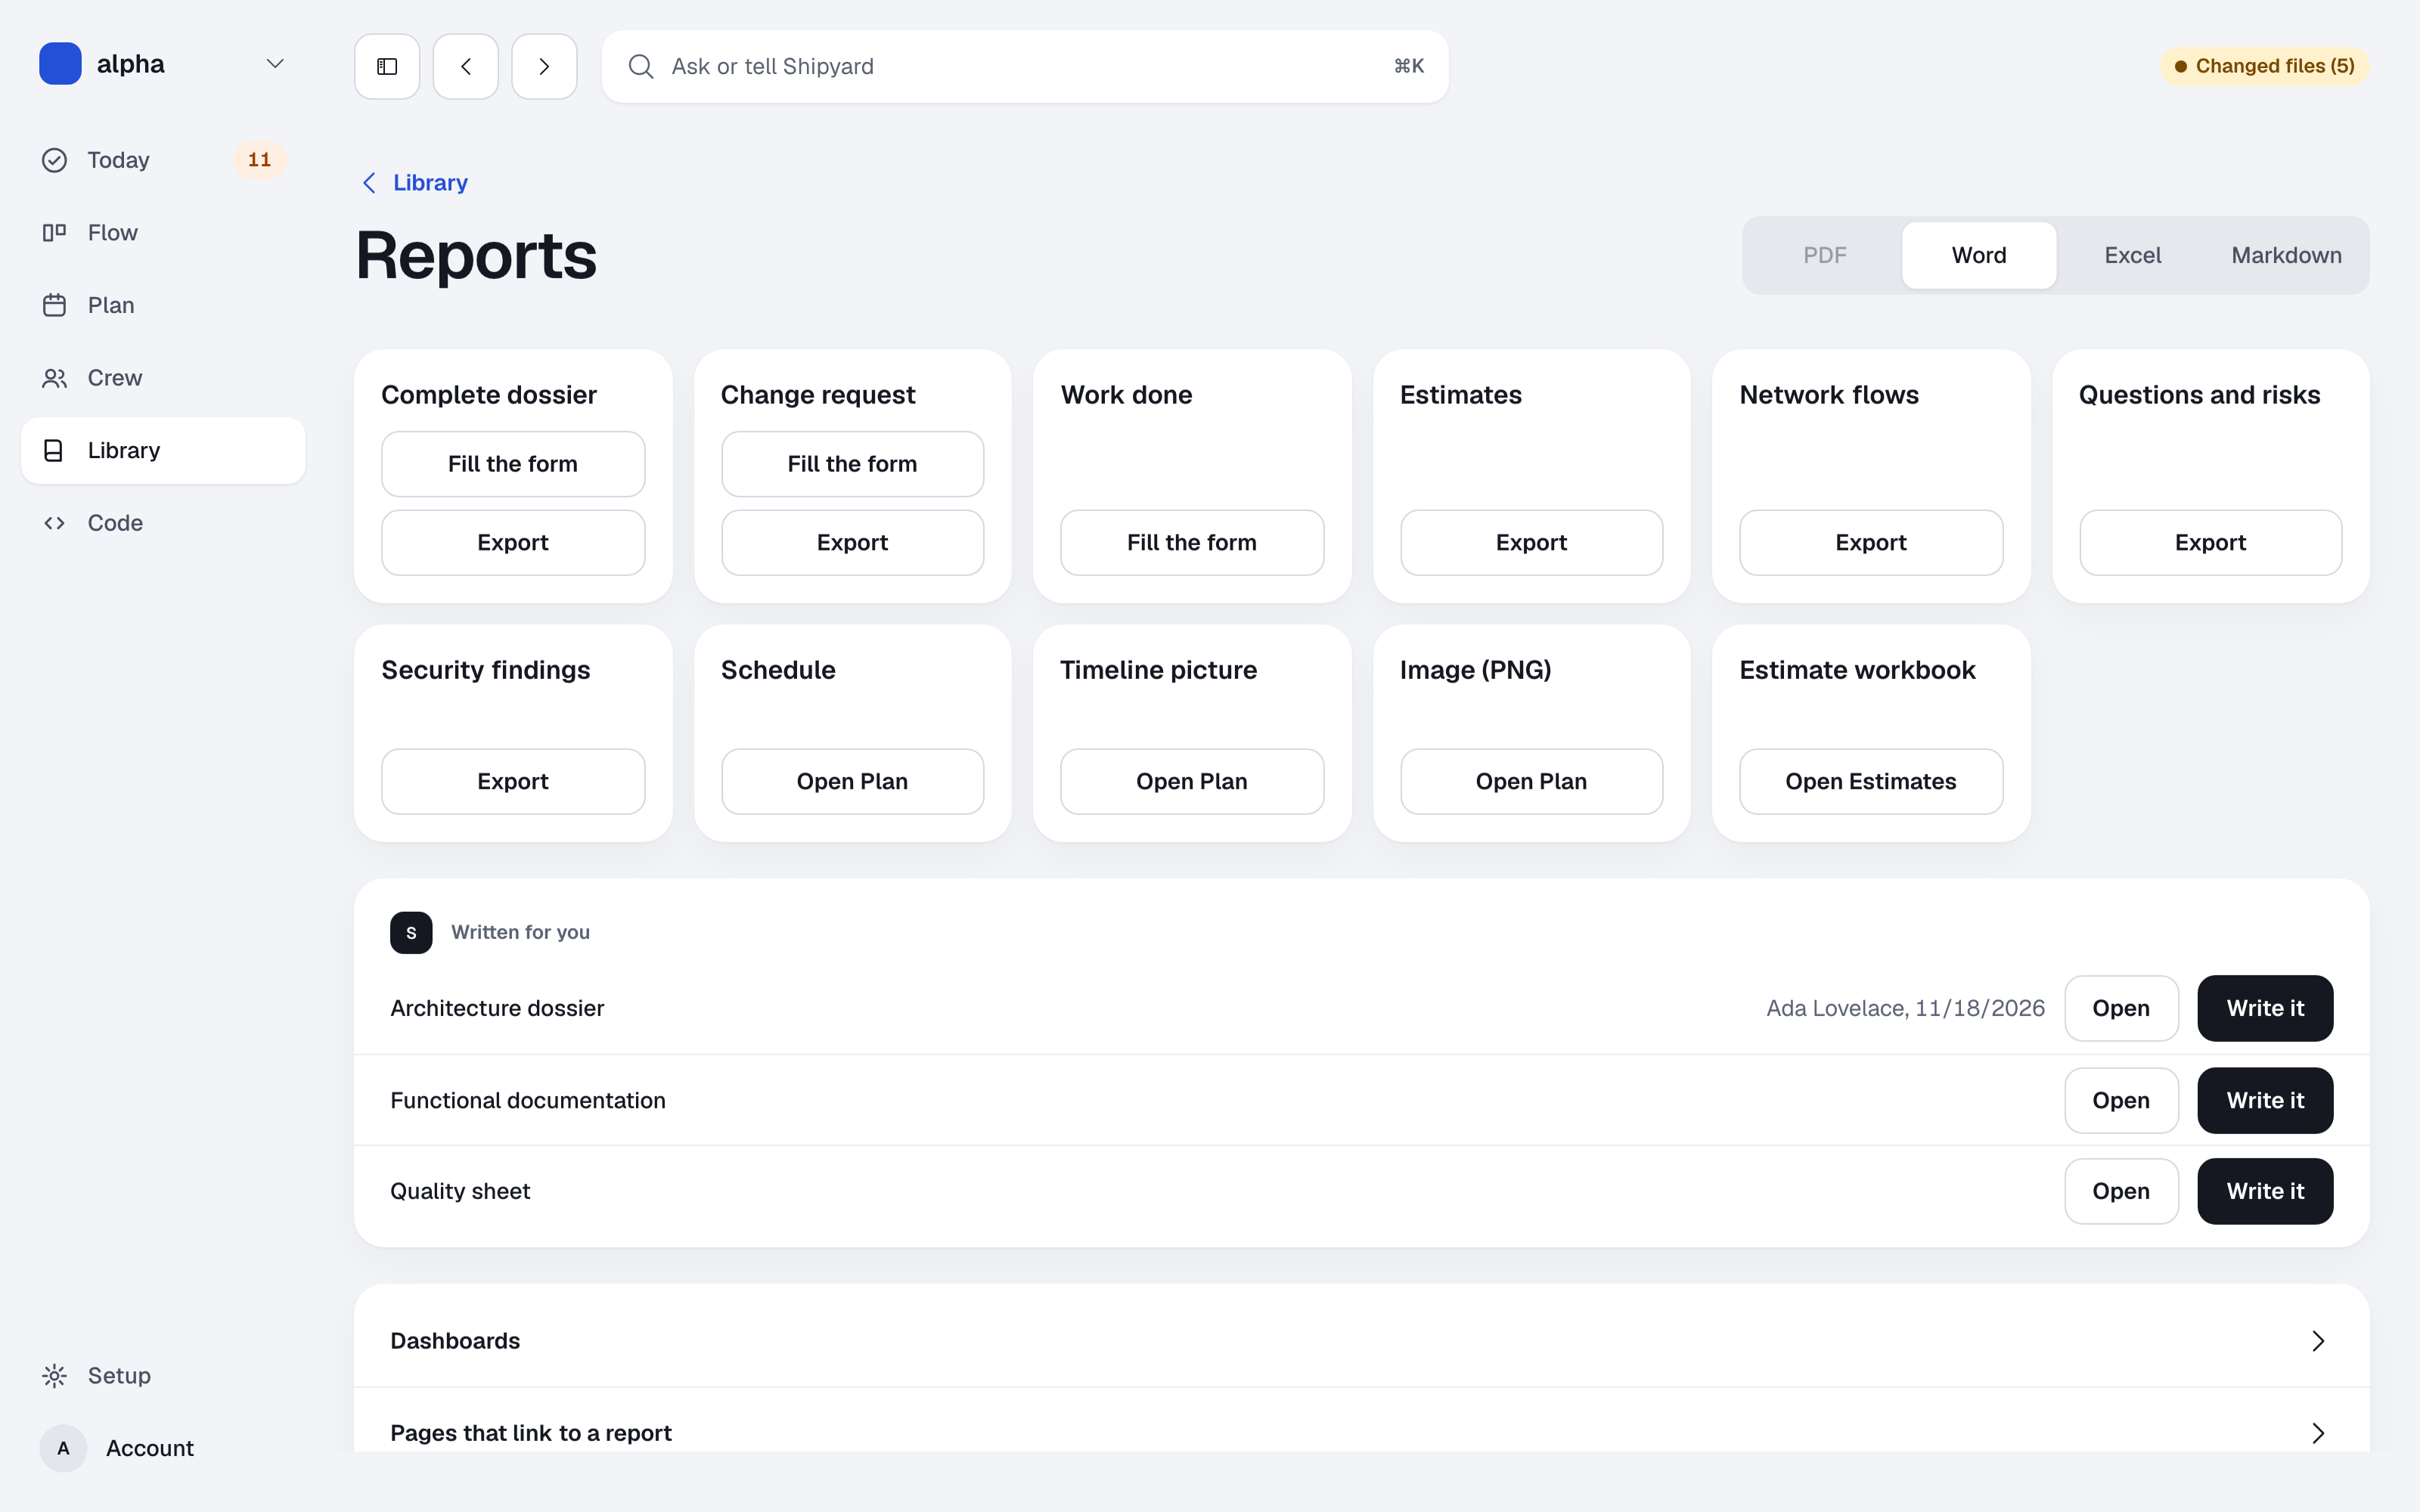 alpha
Ask or tell Shipyard
⌘K
Changed files (5)
Today
11
Flow
Plan
Crew
Library
Code
Setup
A
Account
Library
Reports
PDF
Word
Excel
Markdown
Complete dossier
Fill the form
Export
Change request
Fill the form
Export
Work done
Fill the form
Estimates
Export
Network flows
Export
Questions and risks
Export
Security findings
Export
Schedule
Open Plan
Timeline picture
Open Plan
Image (PNG)
Open Plan
Estimate workbook
Open Estimates
S
Written for you
Architecture dossier
Ada Lovelace, 11/18/2026
Open
Write it
Functional documentation
Open
Write it
Quality sheet
Open
Write it
Dashboards
Pages that link to a report